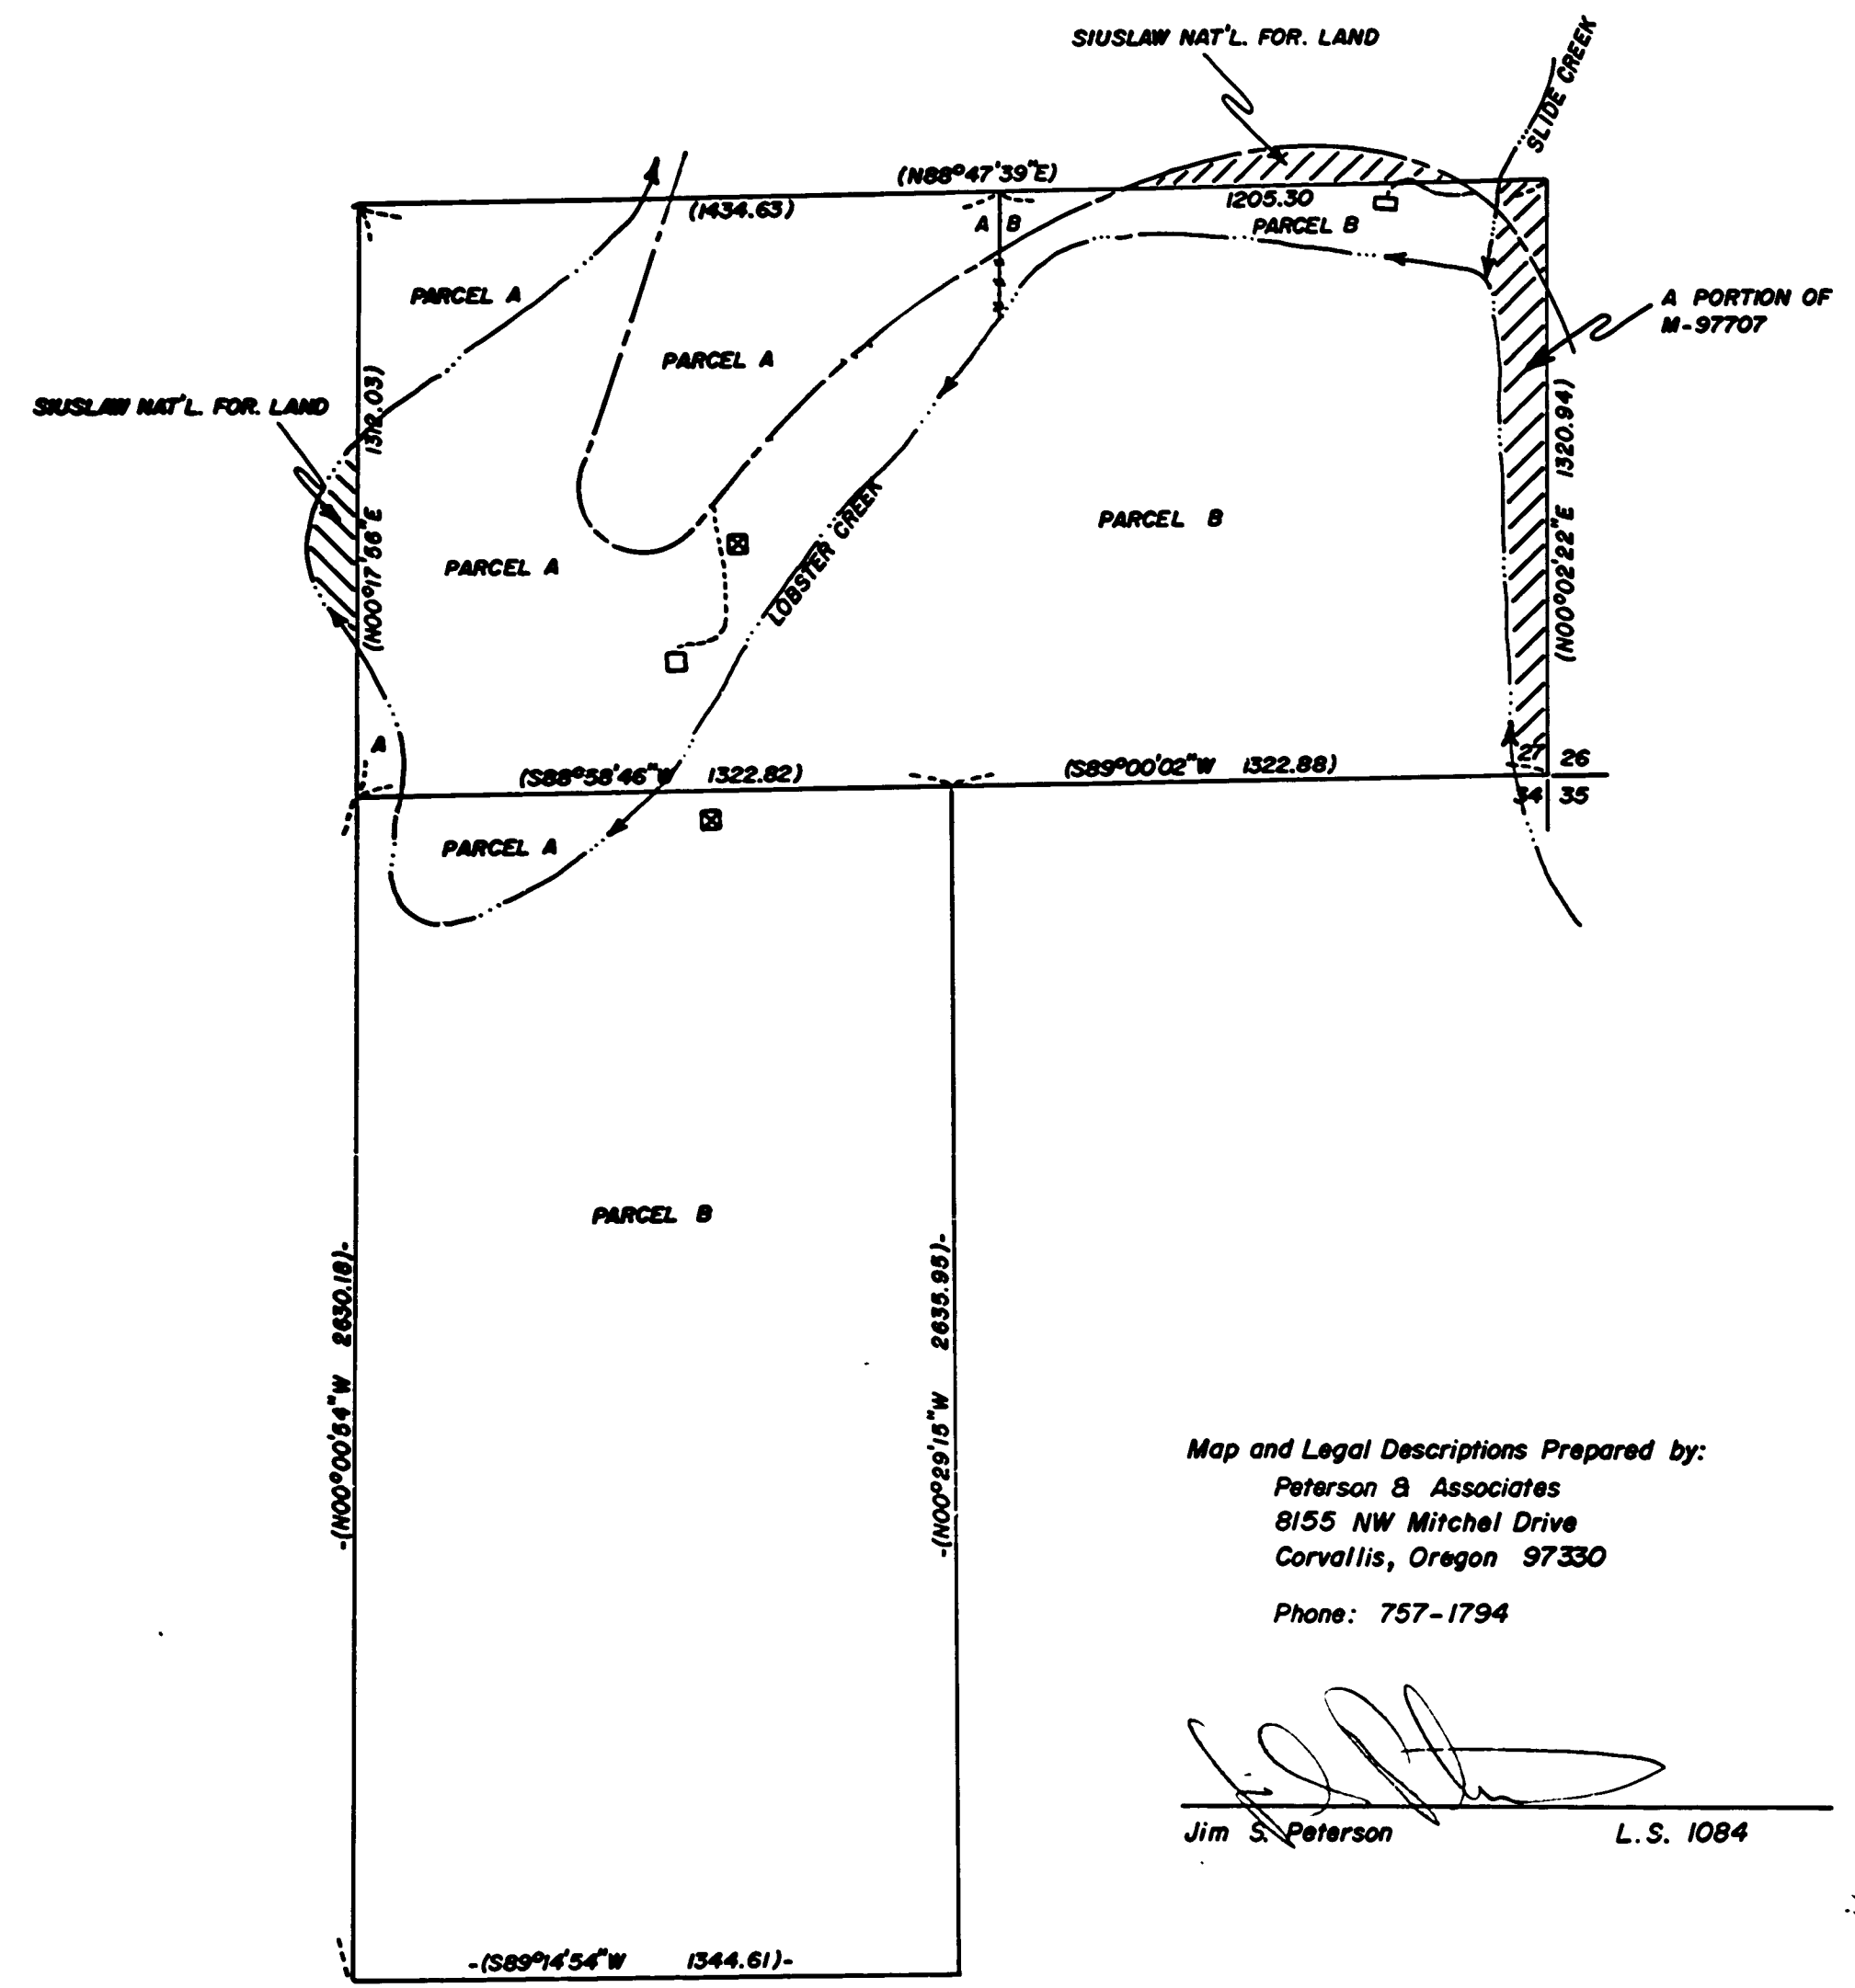 SIUSLAW NAT'L. FOR. LAND
SLIDE CREEK
(N88°47'39"E)
(1434.63)
1205.30
A B
PARCEL B
PARCEL A
A PORTION OF
M-97707
PARCEL A
SIUSLAW NAT'L. FOR. LAND
(N00°17'56"E 1312.03)
(N00°02'22"E 1320.94)
LOBSTER CREEK
PARCEL B
PARCEL A
A
(S88°58'46"W 1322.82)
(S89°00'02"W 1322.88)
27 26
34 35
PARCEL A
PARCEL B
-(N00°00'54"W 2630.18)-
-(N00°29'15"W 2635.95)-
Map and Legal Descriptions Prepared by:
Peterson & Associates
8155 NW Mitchel Drive
Corvallis, Oregon 97330
Phone: 757-1794
Jim S. Peterson L.S. 1084
-(S89°14'54"W 1344.61)-